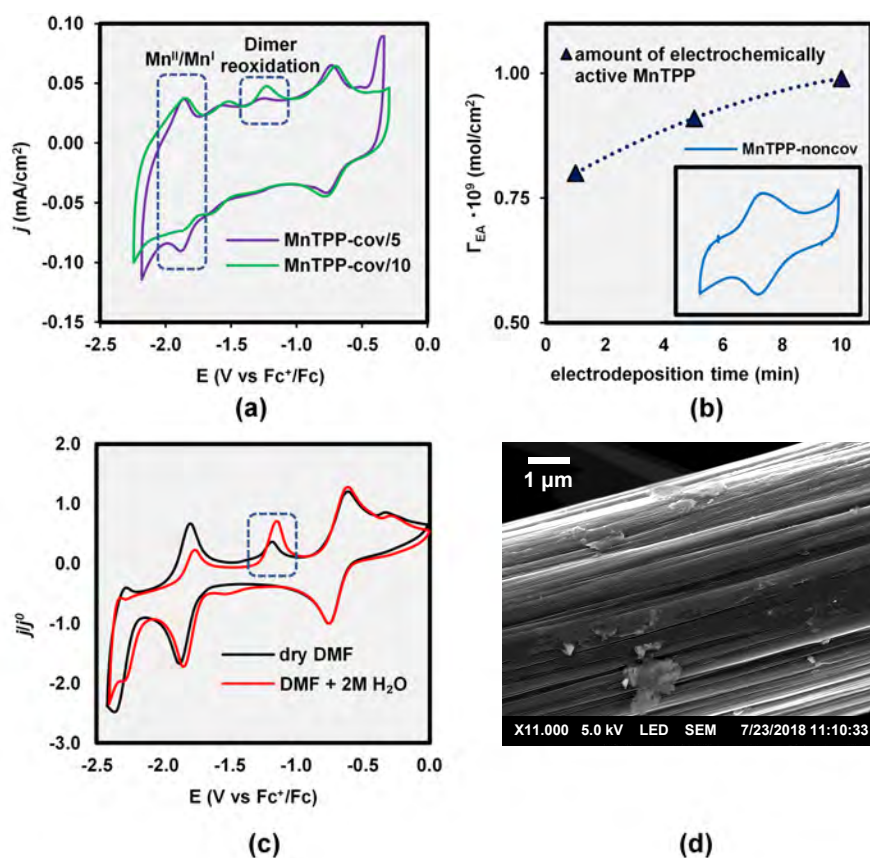 0.10
0.05
0.00
-0.05
-0.10
-0.15
j (mA/cm²)
Mnᴵᴵ/Mnᴵ
Dimer
reoxidation
MnTPP-cov/5
MnTPP-cov/10
-2.5 -2.0 -1.5 -1.0 -0.5 0.0
E (V vs Fc⁺/Fc)
(a)
1.00
0.75
0.50
Γ_EA ·10⁹ (mol/cm²)
amount of electrochemically
active MnTPP
MnTPP-noncov
0 2 4 6 8 10
electrodeposition time (min)
(b)
2.0
1.0
0.0
-1.0
-2.0
-3.0
j/j⁰
dry DMF
DMF + 2M H₂O
-2.5 -2.0 -1.5 -1.0 -0.5 0.0
E (V vs Fc⁺/Fc)
(c)
1 µm
X11.000 5.0 kV LED SEM 7/23/2018 11:10:33
(d)